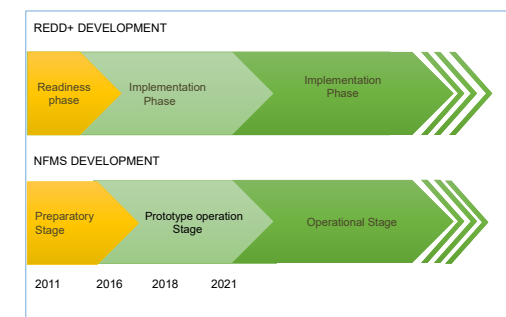 REDD+ DEVELOPMENT
Readiness
phase
Implementation
Phase
Implementation
Phase
NFMS DEVELOPMENT
Preparatory
Stage
Prototype operation
Stage
Operational Stage
2011 2016 2018 2021